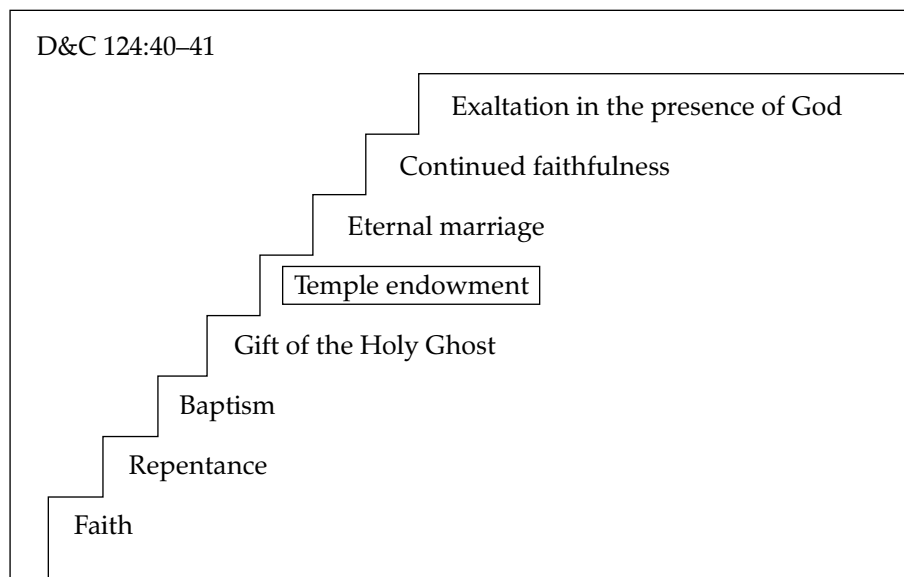 D&C 124:40–41
Exaltation in the presence of God
Continued faithfulness
Eternal marriage
Temple endowment
Gift of the Holy Ghost
Baptism
Repentance
Faith